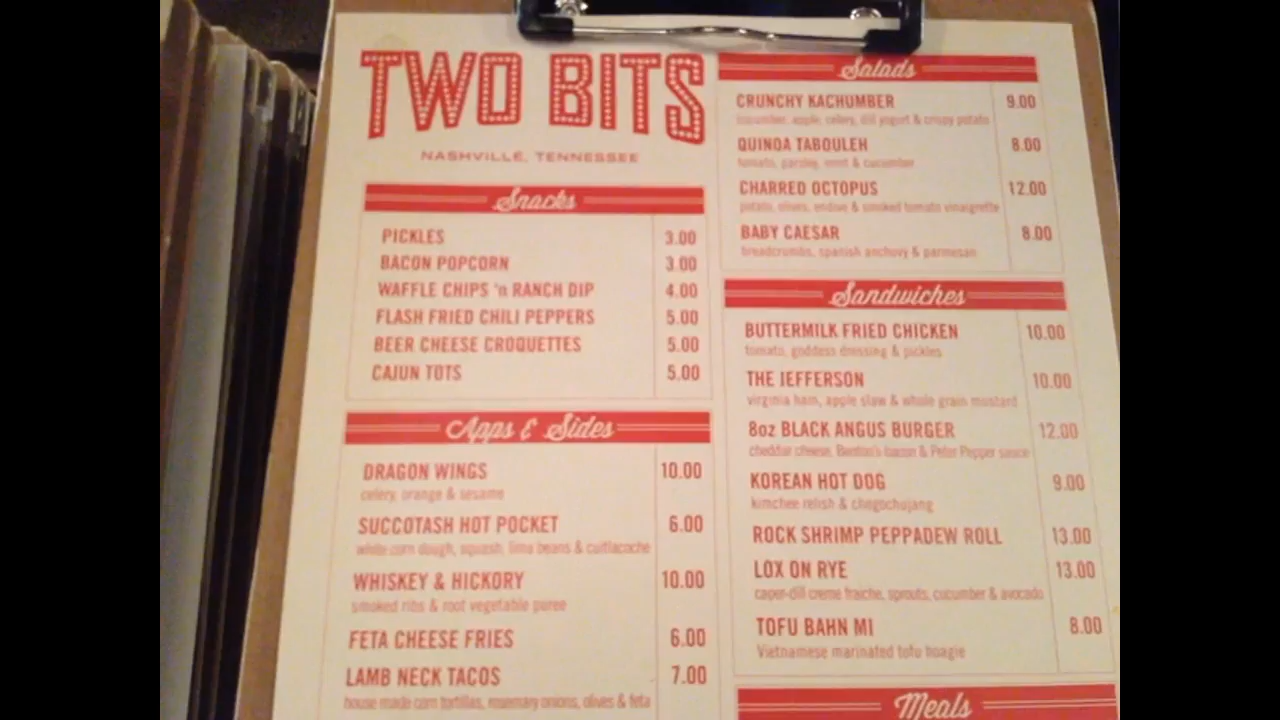 TWO BITS
NASHVILLE, TENNESSEE
Snacks
PICKLES 3.00
BACON POPCORN 3.00
WAFFLE CHIPS 'n RANCH DIP 4.00
FLASH FRIED CHILI PEPPERS 5.00
BEER CHEESE CROQUETTES 5.00
CAJUN TOTS 5.00
Apps & Sides
DRAGON WINGS 10.00
celery, orange & sesame
SUCCOTASH HOT POCKET 6.00
white corn dough, squash, lima beans & cuitlacoche
WHISKEY & HICKORY 10.00
smoked ribs & root vegetable puree
FETA CHEESE FRIES 6.00
LAMB NECK TACOS 7.00
house made corn tortillas, rosemary onions, olives & feta
Salads
CRUNCHY KACHUMBER 9.00
cucumber, apple, celery, dill yogurt & crispy potato
QUINOA TABOULEH 8.00
tomato, parsley, mint & cucumber
CHARRED OCTOPUS 12.00
potato, olives, endive & smoked tomato vinaigrette
BABY CAESAR 8.00
breadcrumbs, spanish anchovy & parmesan
Sandwiches
BUTTERMILK FRIED CHICKEN 10.00
tomato, goddess dressing & pickles
THE JEFFERSON 10.00
virginia ham, apple slaw & whole grain mustard
8oz BLACK ANGUS BURGER 12.00
cheddar cheese, Benton's bacon & Peter Pepper sauce
KOREAN HOT DOG 9.00
kimchee relish & chogochujang
ROCK SHRIMP PEPPADEW ROLL 13.00
LOX ON RYE 13.00
caper-dill creme fraiche, sprouts, cucumber & avocado
TOFU BAHN MI 8.00
Vietnamese marinated tofu hoagie
Meals